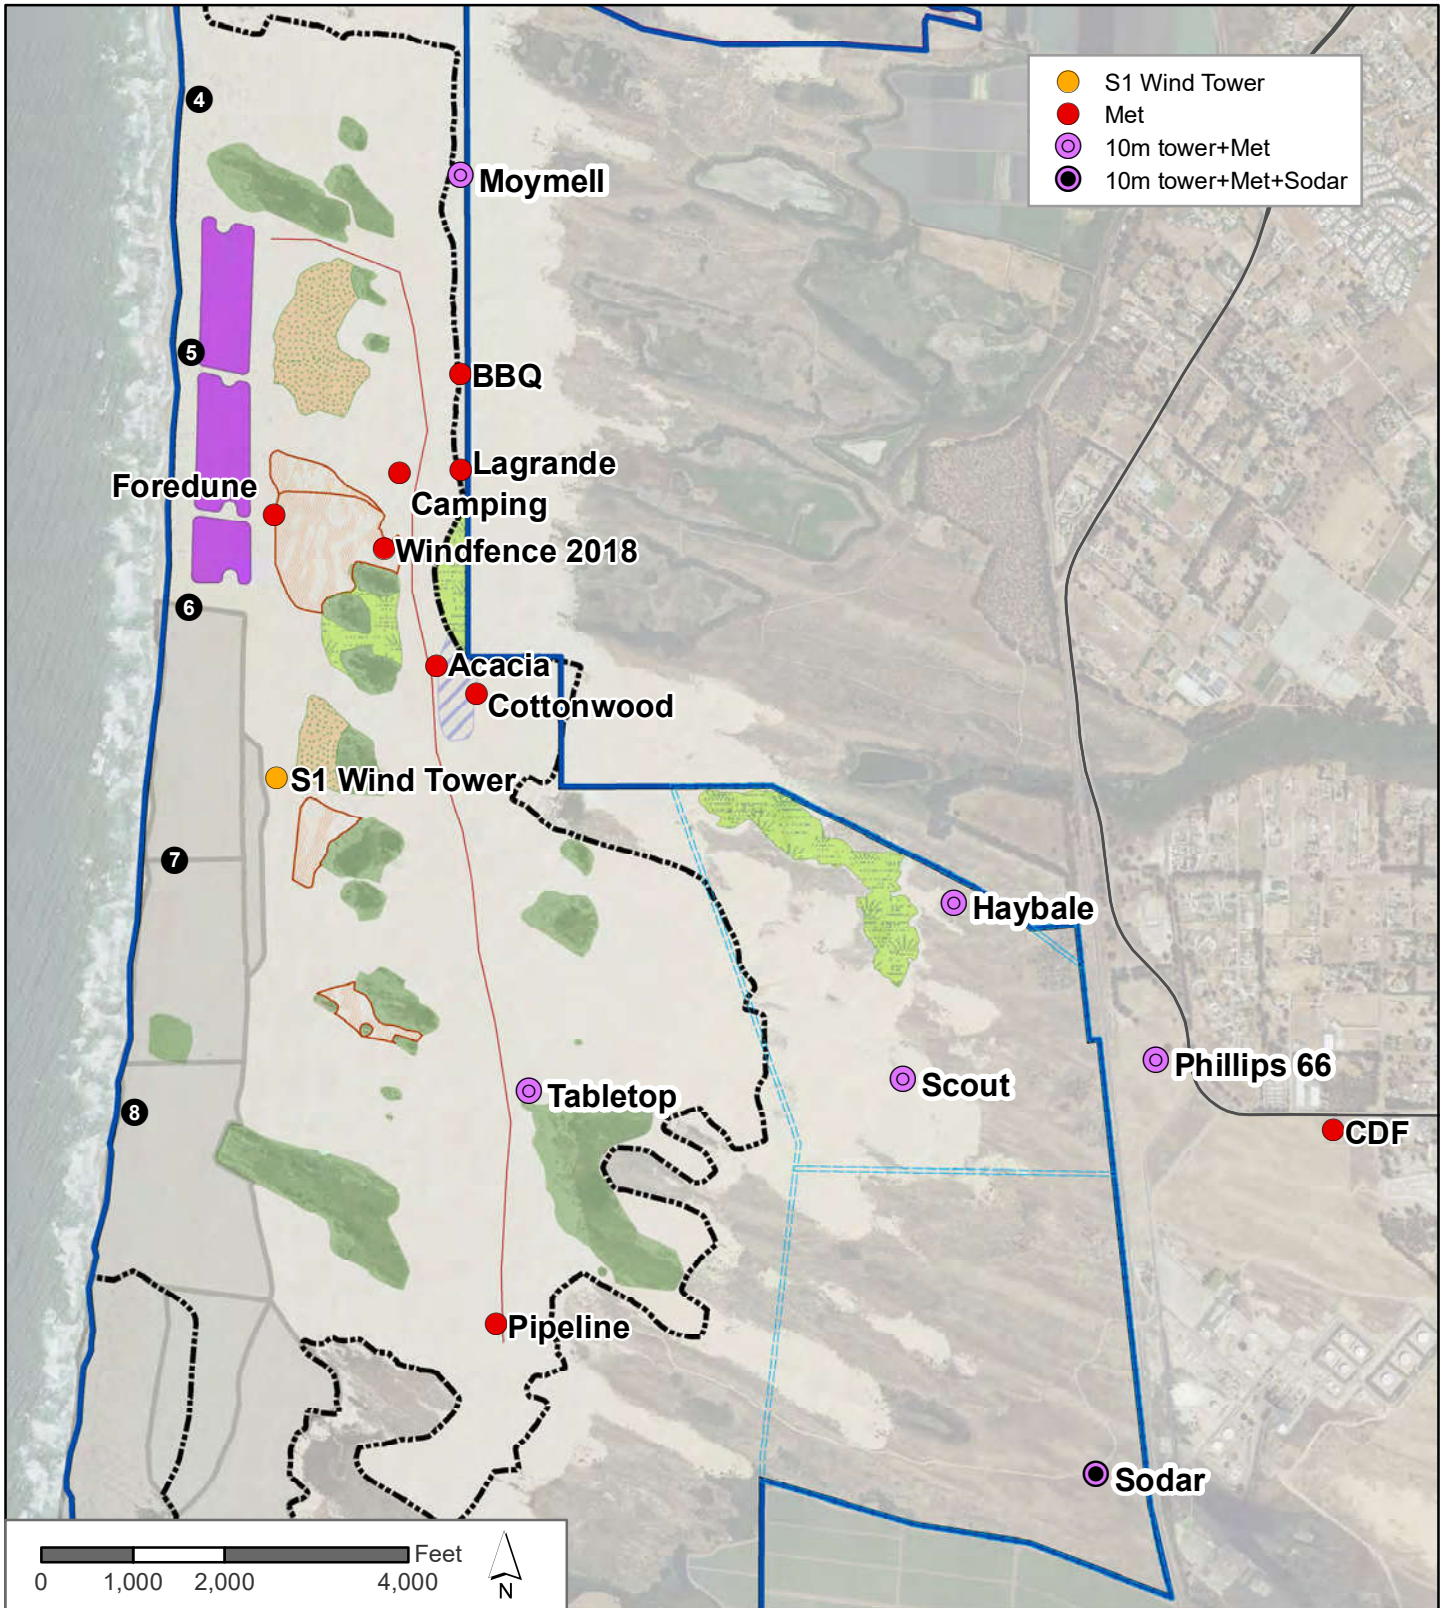 4
S1 Wind Tower
Met
10m tower+Met
10m tower+Met+Sodar
Moymell
5
BBQ
Lagrande
Foredune
Camping
Windfence 2018
6
Acacia
Cottonwood
S1 Wind Tower
7
Haybale
Phillips 66
Scout
Tabletop
8
CDF
Pipeline
Sodar
Feet
0 1,000 2,000 4,000
N